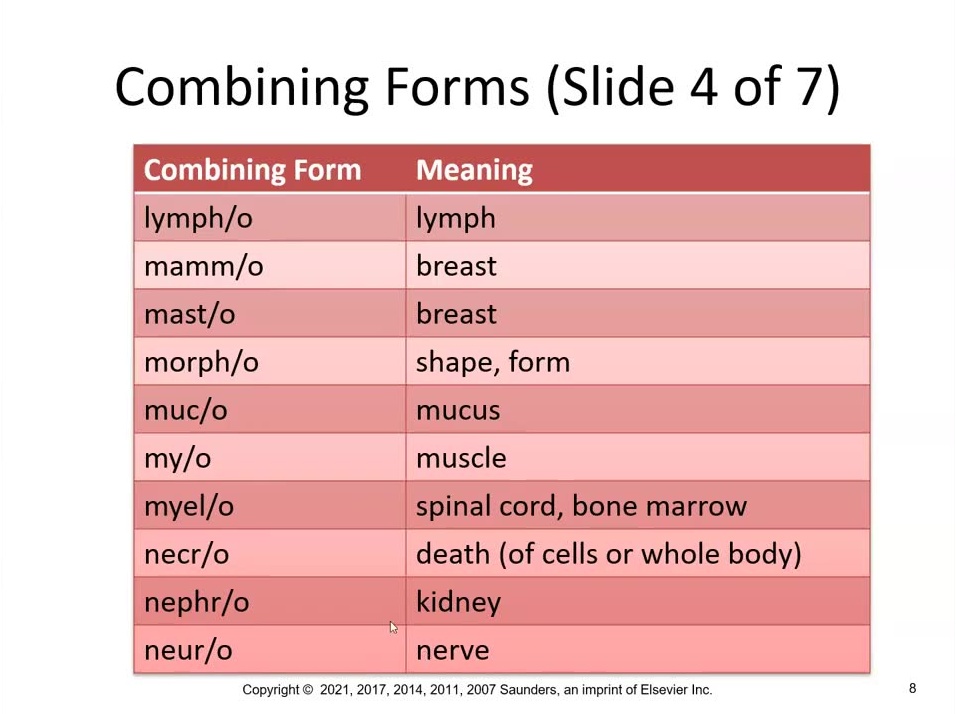 Combining Forms (Slide 4 of 7)
Combining Form Meaning
lymph/o lymph
mamm/o breast
mast/o breast
morph/o shape, form
muc/o mucus
my/o muscle
myel/o spinal cord, bone marrow
necr/o death (of cells or whole body)
nephr/o kidney
neur/o nerve
Copyright © 2021, 2017, 2014, 2011, 2007 Saunders, an imprint of Elsevier Inc. 8